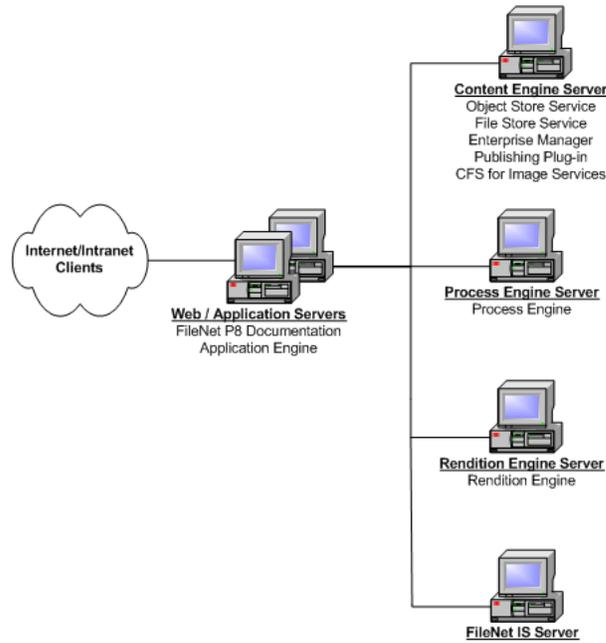 Content Engine Server
Object Store Service
File Store Service
Enterprise Manager
Publishing Plug-in
CFS for Image Services
Internet/Intranet
Clients
Web / Application Servers
FileNet P8 Documentation
Application Engine
Process Engine Server
Process Engine
Rendition Engine Server
Rendition Engine
FileNet IS Server